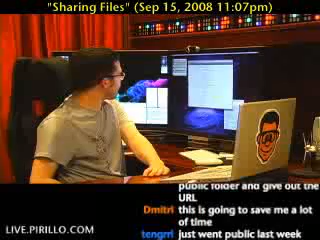 "Sharing Files" (Sep 15, 2008 11:07pm)
public folder and give out the
URL
Dmitri this is going to save me a lot
of time
tengrrl just went public last week
LIVE.PIRILLO.COM